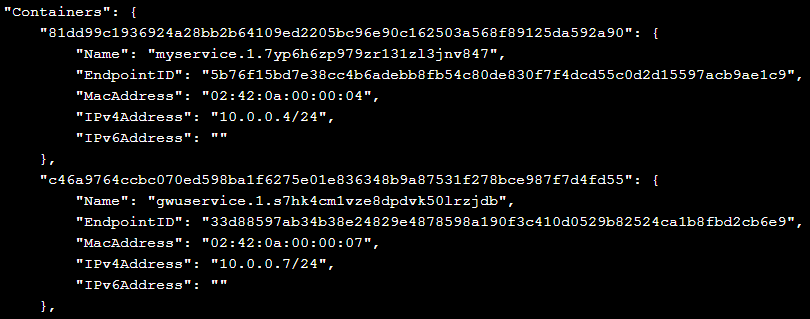 "Containers": {
"81dd99c1936924a28bb2b64109ed2205bc96e90c162503a568f89125da592a90": {
"Name": "myservice.1.7yp6h6zp979zr131zl3jnv847",
"EndpointID": "5b76f15bd7e38cc4b6adebb8fb54c80de830f7f4dcd55c0d2d15597acb9ae1c9",
"MacAddress": "02:42:0a:00:00:04",
"IPv4Address": "10.0.0.4/24",
"IPv6Address": ""
},
"c46a9764ccbc070ed598ba1f6275e01e836348b9a87531f278bce987f7d4fd55": {
"Name": "gwuservice.1.s7hk4cm1vze8dpdvk50lrzjdb",
"EndpointID": "33d88597ab34b38e24829e4878598a190f3c410d0529b82524ca1b8fbd2cb6e9",
"MacAddress": "02:42:0a:00:00:07",
"IPv4Address": "10.0.0.7/24",
"IPv6Address": ""
},